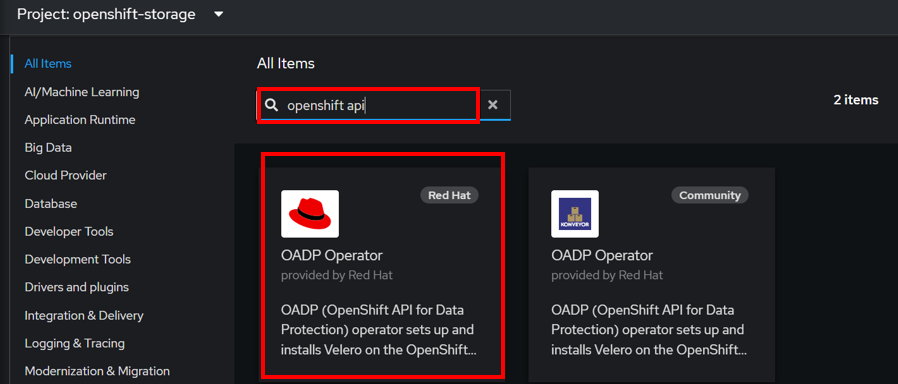 Project: openshift-storage
All Items
AI/Machine Learning
Application Runtime
Big Data
Cloud Provider
Database
Developer Tools
Development Tools
Drivers and plugins
Integration & Delivery
Logging & Tracing
Modernization & Migration
All Items
openshift api
2 items
Red Hat
OADP Operator
provided by Red Hat
OADP (OpenShift API for Data
Protection) operator sets up and
installs Velero on the OpenShift...
Community
KONVEYOR
OADP Operator
provided by Red Hat
OADP (OpenShift API for Data
Protection) operator sets up and
installs Velero on the OpenShift...